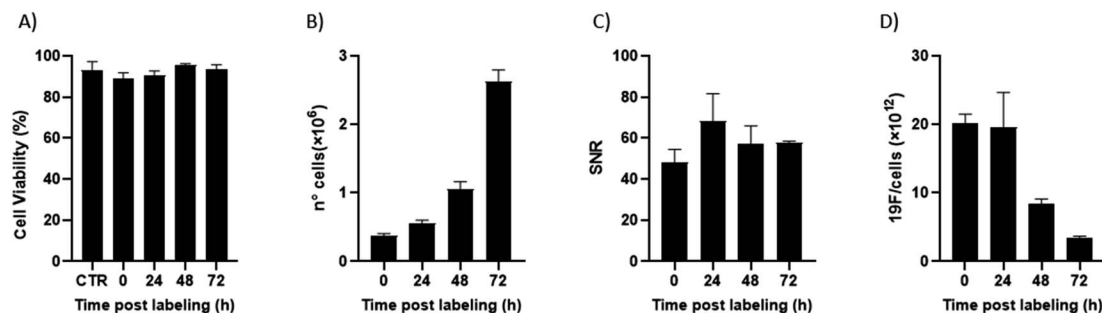 A)
B)
C)
D)
Cell Viability (%)
100
80
60
40
20
0
CTR 0 24 48 72
Time post labeling (h)
n° cells(×10⁶)
3
2
1
0
0 24 48 72
Time post labeling (h)
SNR
100
80
60
40
20
0
0 24 48 72
Time post labeling (h)
19F/cells (×10¹²)
30
20
10
0
0 24 48 72
Time post labeling (h)